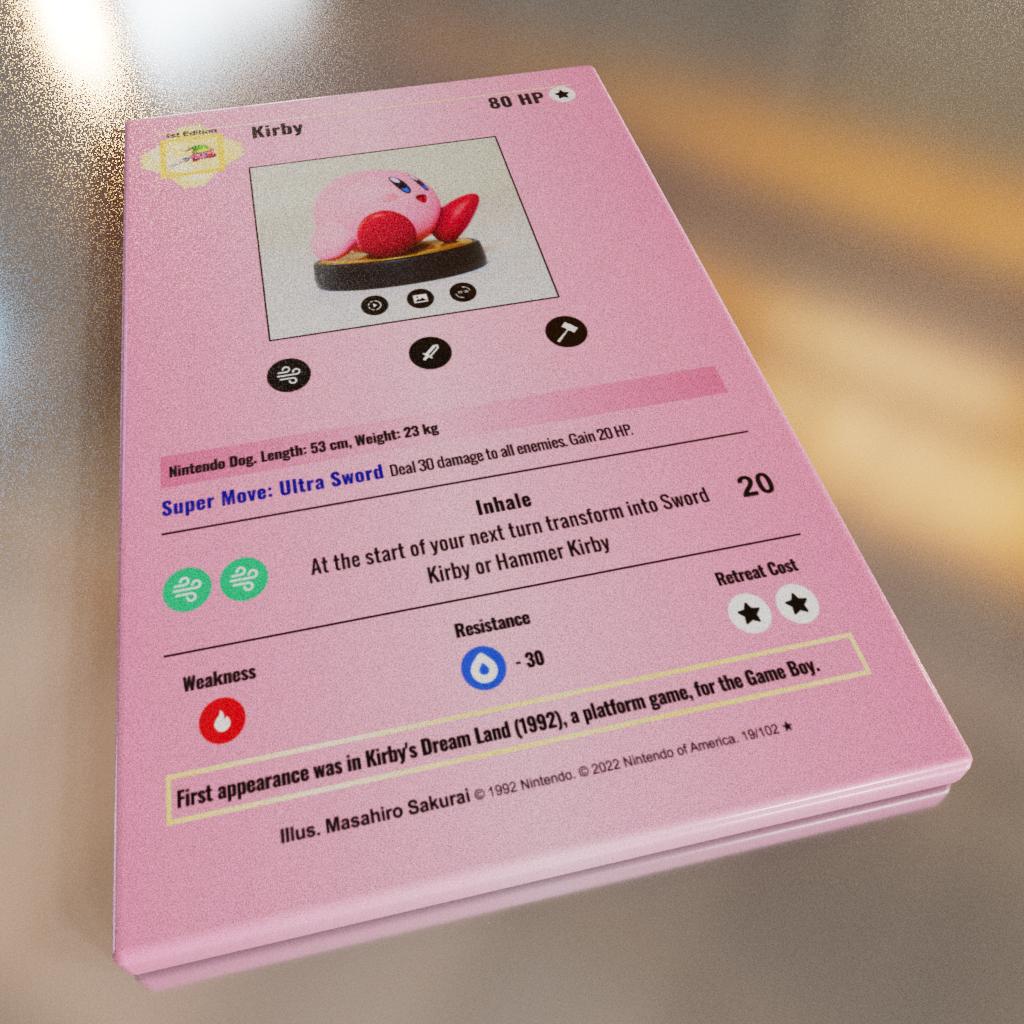 1st Edition
Kirby
80 HP
Nintendo Dog. Length: 53 cm, Weight: 23 kg
Super Move: Ultra Sword Deal 30 damage to all enemies. Gain 20 HP.
Inhale
20
At the start of your next turn transform into Sword
Kirby or Hammer Kirby
Weakness
Resistance
- 30
Retreat Cost
First appearance was in Kirby's Dream Land (1992), a platform game, for the Game Boy.
Illus. Masahiro Sakurai © 1992 Nintendo. © 2022 Nintendo of America. 19/102 ★